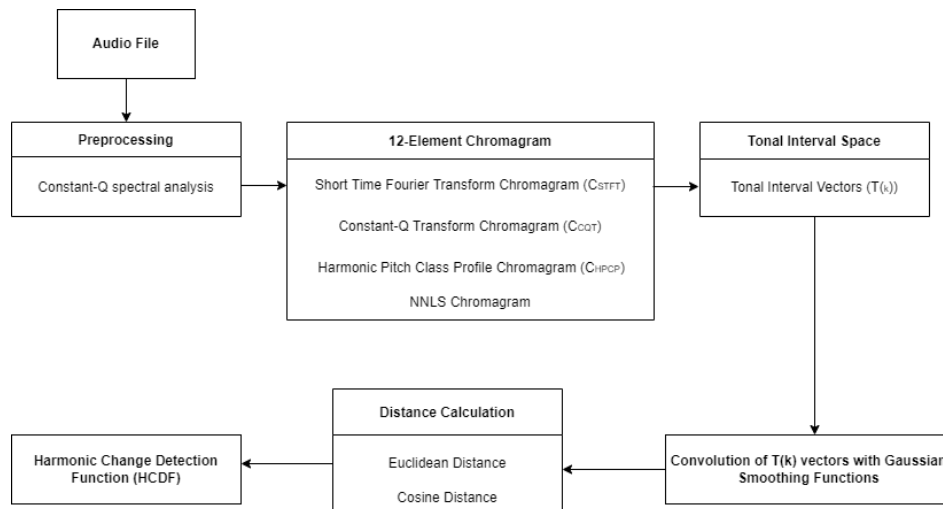 Audio File
Preprocessing
Constant-Q spectral analysis
12-Element Chromagram
Short Time Fourier Transform Chromagram (CSTFT)
Constant-Q Transform Chromagram (CCQT)
Harmonic Pitch Class Profile Chromagram (CHPCP)
NNLS Chromagram
Tonal Interval Space
Tonal Interval Vectors (T(k))
Convolution of T(k) vectors with Gaussian
Smoothing Functions
Distance Calculation
Euclidean Distance
Cosine Distance
Harmonic Change Detection
Function (HCDF)